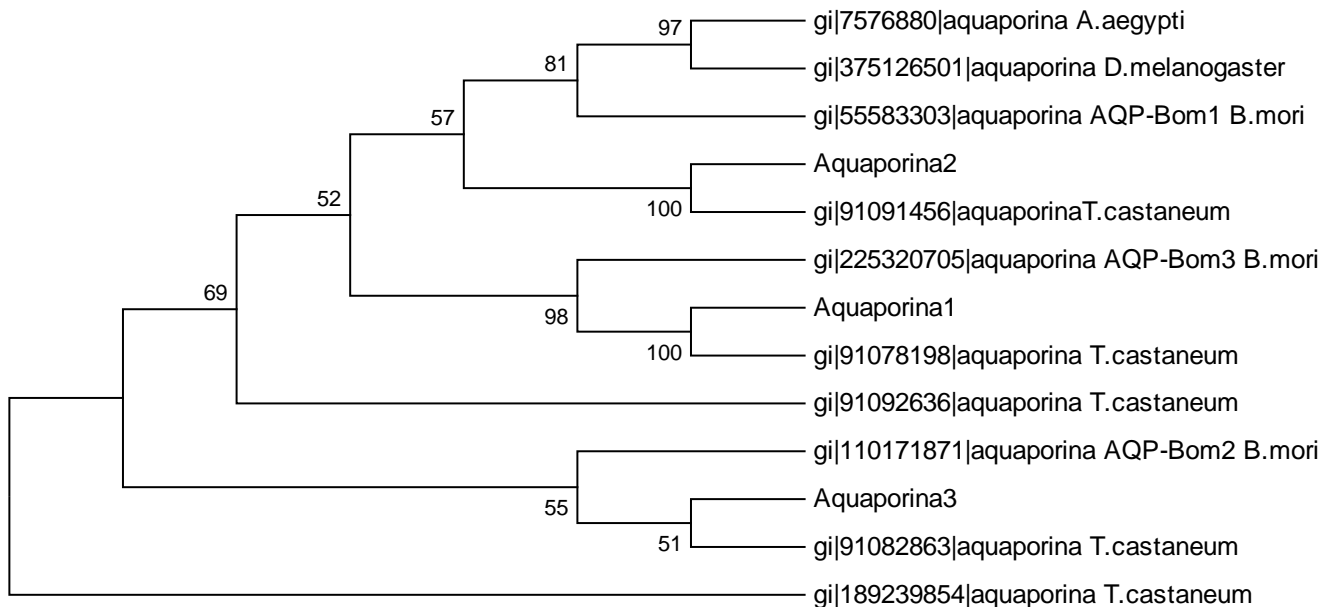 gi|7576880|aquaporina A.aegypti
97
gi|375126501|aquaporina D.melanogaster
81
gi|55583303|aquaporina AQP-Bom1 B.mori
57
Aquaporina2
100
gi|91091456|aquaporinaT.castaneum
52
gi|225320705|aquaporina AQP-Bom3 B.mori
69
Aquaporina1
98
100
gi|91078198|aquaporina T.castaneum
gi|91092636|aquaporina T.castaneum
gi|110171871|aquaporina AQP-Bom2 B.mori
Aquaporina3
55
51
gi|91082863|aquaporina T.castaneum
gi|189239854|aquaporina T.castaneum